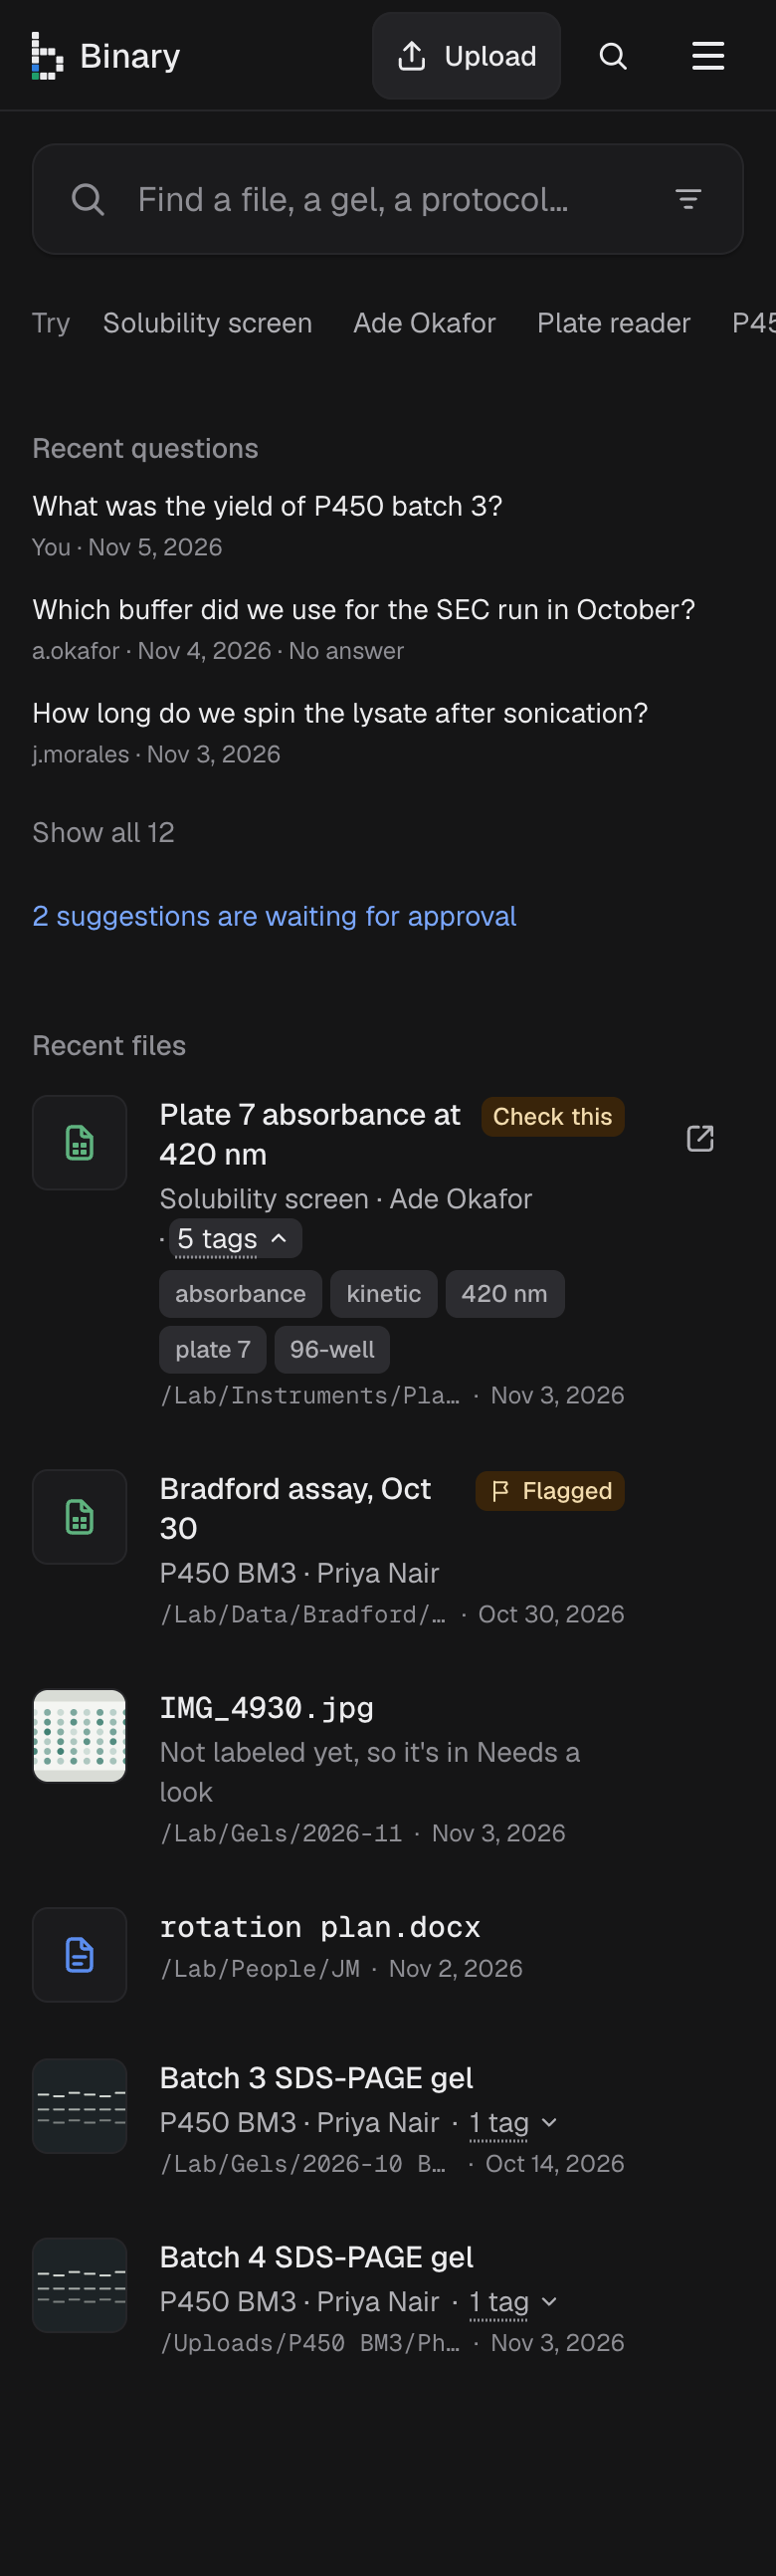 Binary
Upload
Find a file, a gel, a protocol...
Try Solubility screen Ade Okafor Plate reader P45
Recent questions
What was the yield of P450 batch 3?
You · Nov 5, 2026
Which buffer did we use for the SEC run in October?
a.okafor · Nov 4, 2026 · No answer
How long do we spin the lysate after sonication?
j.morales · Nov 3, 2026
Show all 12
2 suggestions are waiting for approval
Recent files
Plate 7 absorbance at Check this
420 nm
Solubility screen · Ade Okafor
· 5 tags
absorbance kinetic 420 nm
plate 7 96-well
/Lab/Instruments/Pla… · Nov 3, 2026
Bradford assay, Oct Flagged
30
P450 BM3 · Priya Nair
/Lab/Data/Bradford/… · Oct 30, 2026
IMG_4930.jpg
Not labeled yet, so it's in Needs a
look
/Lab/Gels/2026-11 · Nov 3, 2026
rotation plan.docx
/Lab/People/JM · Nov 2, 2026
Batch 3 SDS-PAGE gel
P450 BM3 · Priya Nair · 1 tag
/Lab/Gels/2026-10 B… · Oct 14, 2026
Batch 4 SDS-PAGE gel
P450 BM3 · Priya Nair · 1 tag
/Uploads/P450 BM3/Ph… · Nov 3, 2026